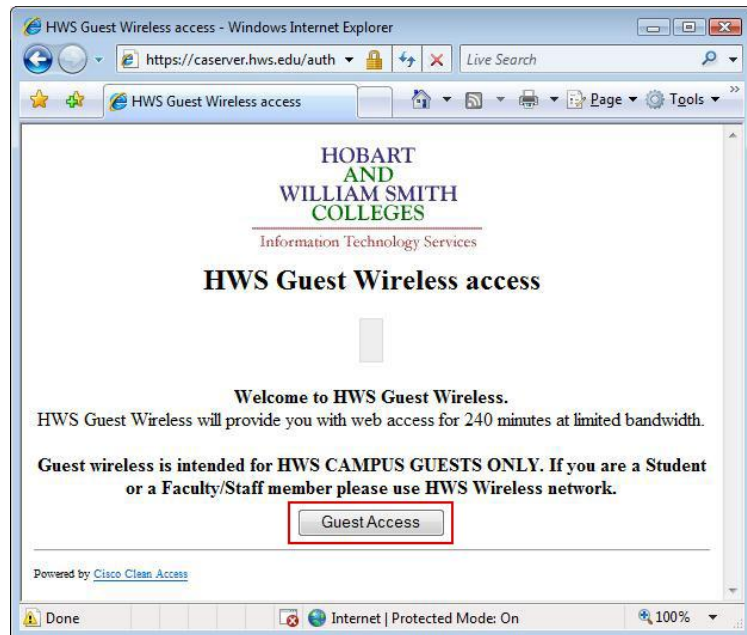 HWS Guest Wireless access - Windows Internet Explorer
https://caserver.hws.edu/auth
Live Search
HWS Guest Wireless access
Page
Tools
HOBART
AND
WILLIAM SMITH
COLLEGES
Information Technology Services
HWS Guest Wireless access
Welcome to HWS Guest Wireless.
HWS Guest Wireless will provide you with web access for 240 minutes at limited bandwidth.
Guest wireless is intended for HWS CAMPUS GUESTS ONLY. If you are a Student
or a Faculty/Staff member please use HWS Wireless network.
Guest Access
Powered by Cisco Clean Access
Done
Internet | Protected Mode: On
100%